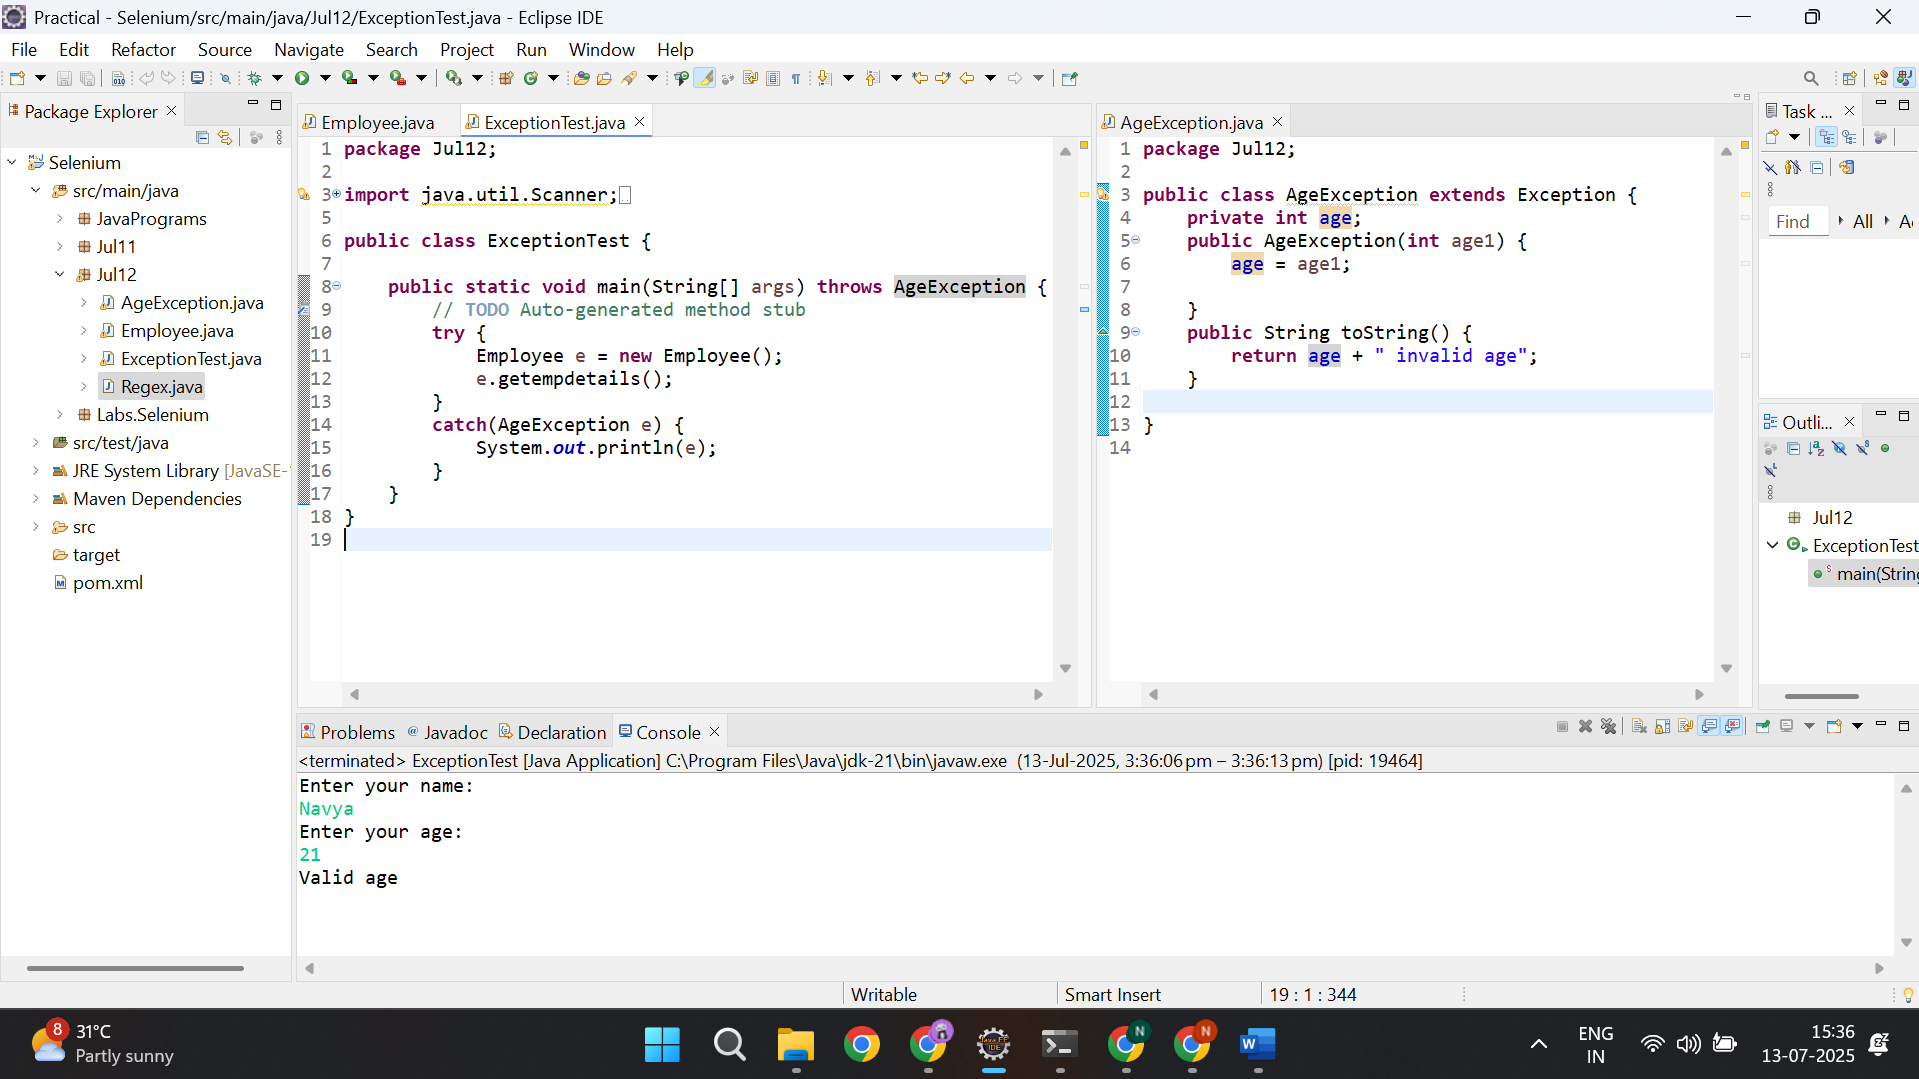 Practical - Selenium/src/main/java/Jul12/ExceptionTest.java - Eclipse IDE
File Edit Refactor Source Navigate Search Project Run Window Help
Package Explorer
Selenium
src/main/java
JavaPrograms
Jul11
Jul12
AgeException.java
Employee.java
ExceptionTest.java
Regex.java
Labs.Selenium
src/test/java
JRE System Library [JavaSE-
Maven Dependencies
src
target
pom.xml
Employee.java ExceptionTest.java
1 package Jul12;
2
3 import java.util.Scanner;
5
6 public class ExceptionTest {
7
8 public static void main(String[] args) throws AgeException {
9 // TODO Auto-generated method stub
10 try {
11 Employee e = new Employee();
12 e.getempdetails();
13 }
14 catch(AgeException e) {
15 System.out.println(e);
16 }
17 }
18 }
19
AgeException.java
1 package Jul12;
2
3 public class AgeException extends Exception {
4 private int age;
5 public AgeException(int age1) {
6 age = age1;
7
8 }
9 public String toString() {
10 return age + " invalid age";
11 }
12
13 }
14
Task ...
Find All
Outli...
Jul12
ExceptionTest
main(String
Problems Javadoc Declaration Console
<terminated> ExceptionTest [Java Application] C:\Program Files\Java\jdk-21\bin\javaw.exe (13-Jul-2025, 3:36:06 pm – 3:36:13 pm) [pid: 19464]
Enter your name:
Navya
Enter your age:
21
Valid age
Writable Smart Insert 19 : 1 : 344
8
31°C
Partly sunny
N
N
W
ENG
IN
15:36
13-07-2025